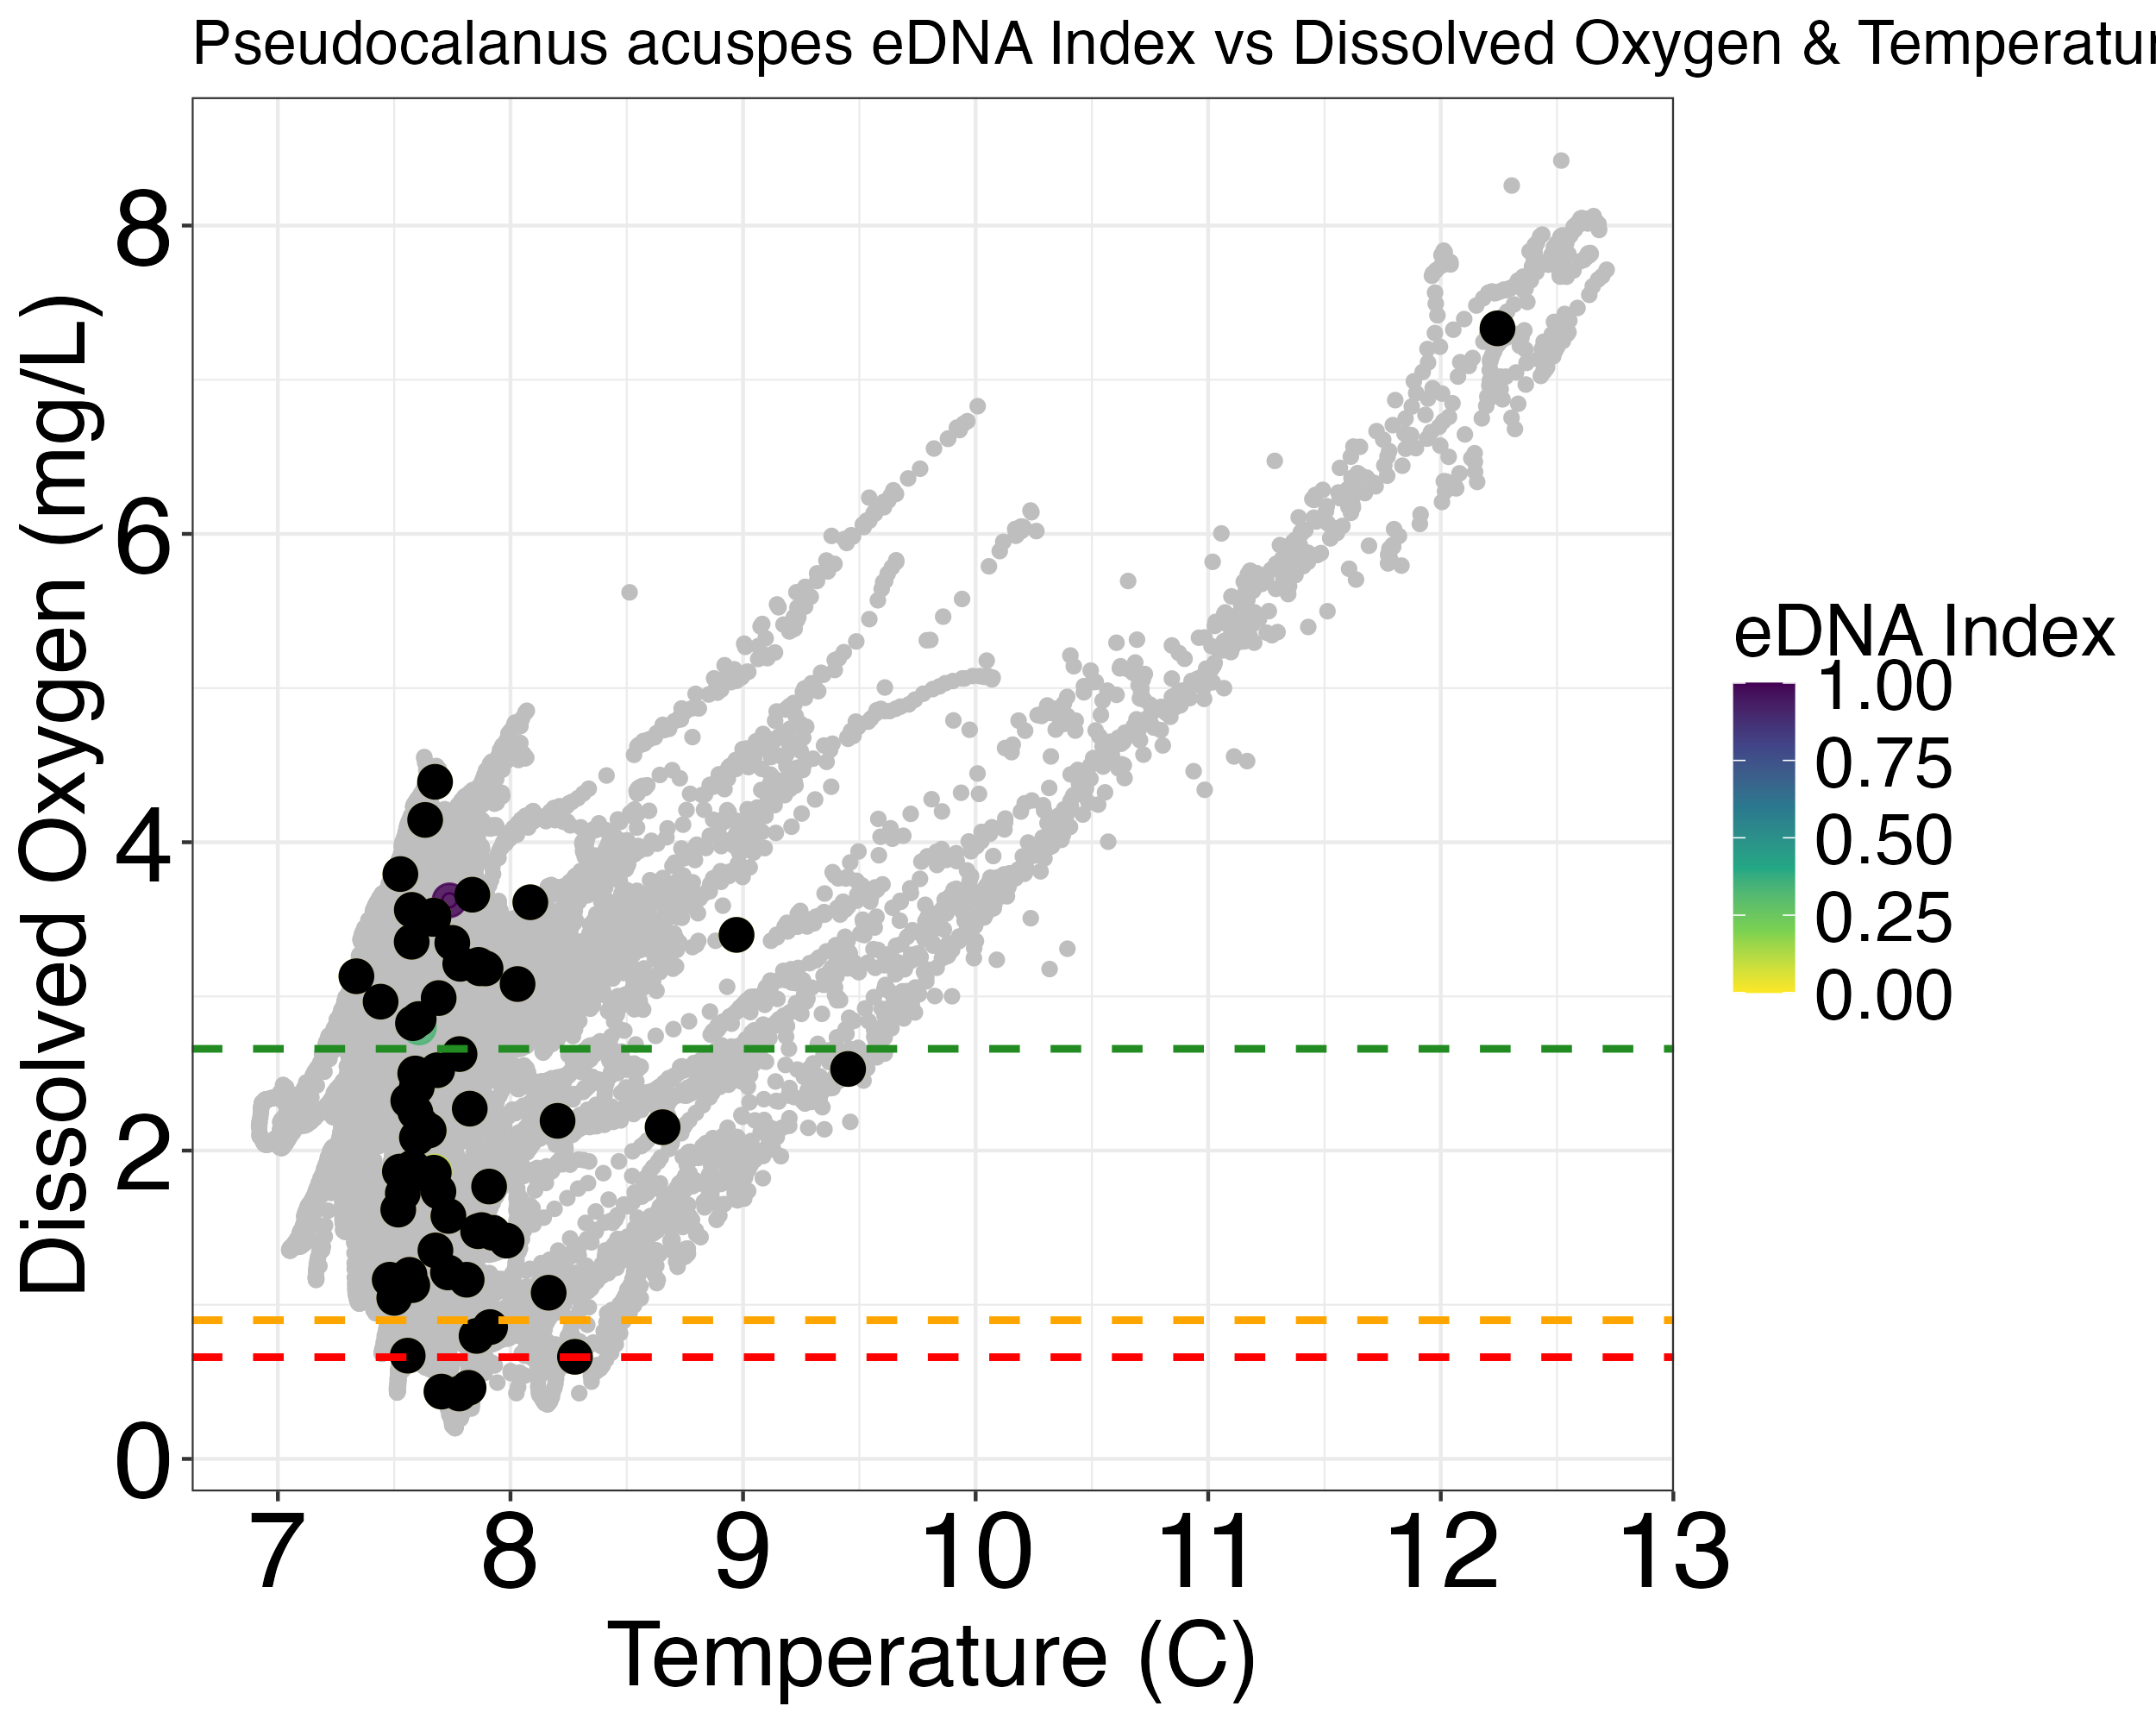 Pseudocalanus acuspes eDNA Index vs Dissolved Oxygen & Temperatur
Dissolved Oxygen (mg/L)
8
6
4
2
0
7 8 9 10 11 12 13
Temperature (C)
eDNA Index
1.00
0.75
0.50
0.25
0.00